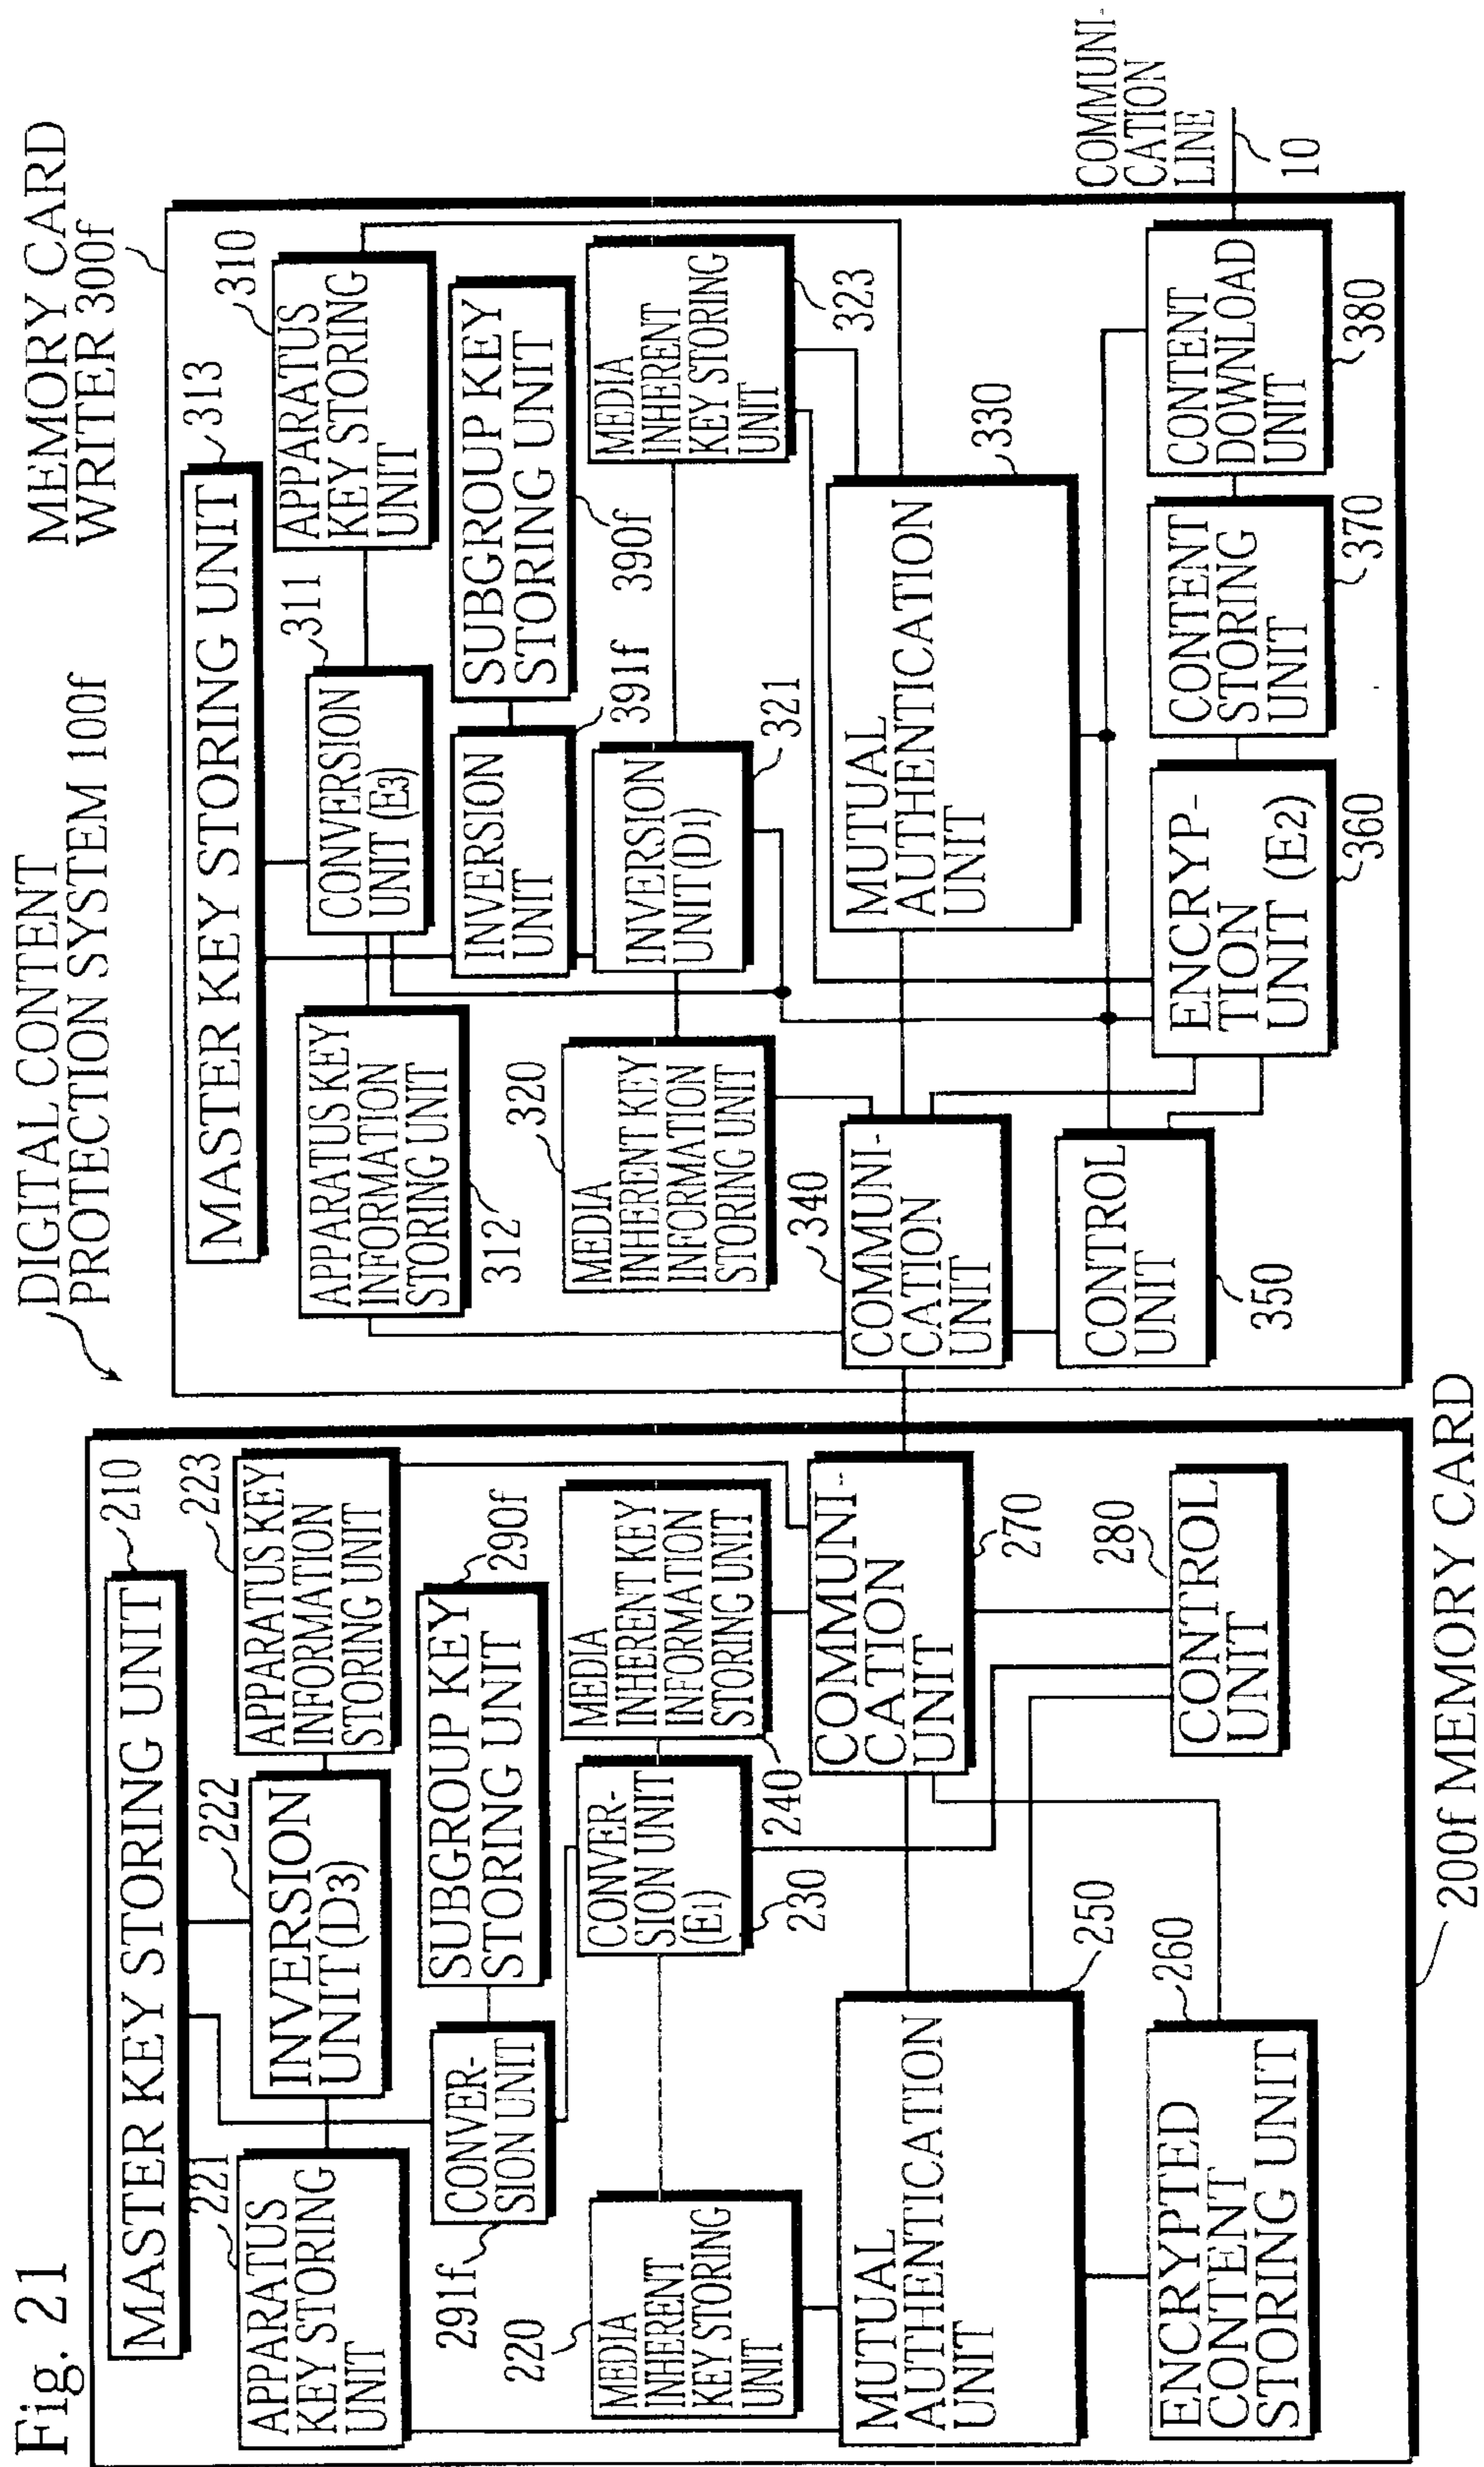 Fig. 21
DIGITAL CONTENT
PROTECTION SYSTEM 100f
MEMORY CARD
WRITER 300f
MASTER KEY STORING UNIT
210
221
APPARATUS
KEY STORING
UNIT
222
INVERSION
UNIT (D3)
223
APPARATUS KEY
INFORMATION
STORING UNIT
291f
CONVER-
SION UNIT
SUBGROUP KEY
STORING UNIT
290f
220
MEDIA
INHERENT
KEY STORING
UNIT
CONVER-
SION UNIT
(E1)
230
MEDIA
INHERENT KEY
INFORMATION
STORING UNIT
240
MUTUAL
AUTHENTICATION
UNIT
250
COMMUNI-
CATION
UNIT
270
ENCRYPTED
CONTENT
STORING UNIT
260
280
CONTROL
UNIT
200f MEMORY CARD
MASTER KEY STORING UNIT
313
APPARATUS KEY
INFORMATION
STORING UNIT
312
CONVERSION
UNIT (E3)
311
APPARATUS
KEY STORING
UNIT
310
INVERSION
UNIT
391f
SUBGROUP KEY
STORING UNIT
390f
320
MEDIA
INHERENT KEY
INFORMATION
STORING UNIT
INVERSION
UNIT (D1)
321
MEDIA
INHERENT
KEY STORING
UNIT
323
340
COMMUNI-
CATION
UNIT
MUTUAL
AUTHENTICATION
UNIT
330
CONTROL
UNIT
350
ENCRYP-
TION
UNIT (E2)
360
CONTENT
STORING
UNIT
370
CONTENT
DOWNLOAD
UNIT
380
COMMUNI-
CATION
LINE
10